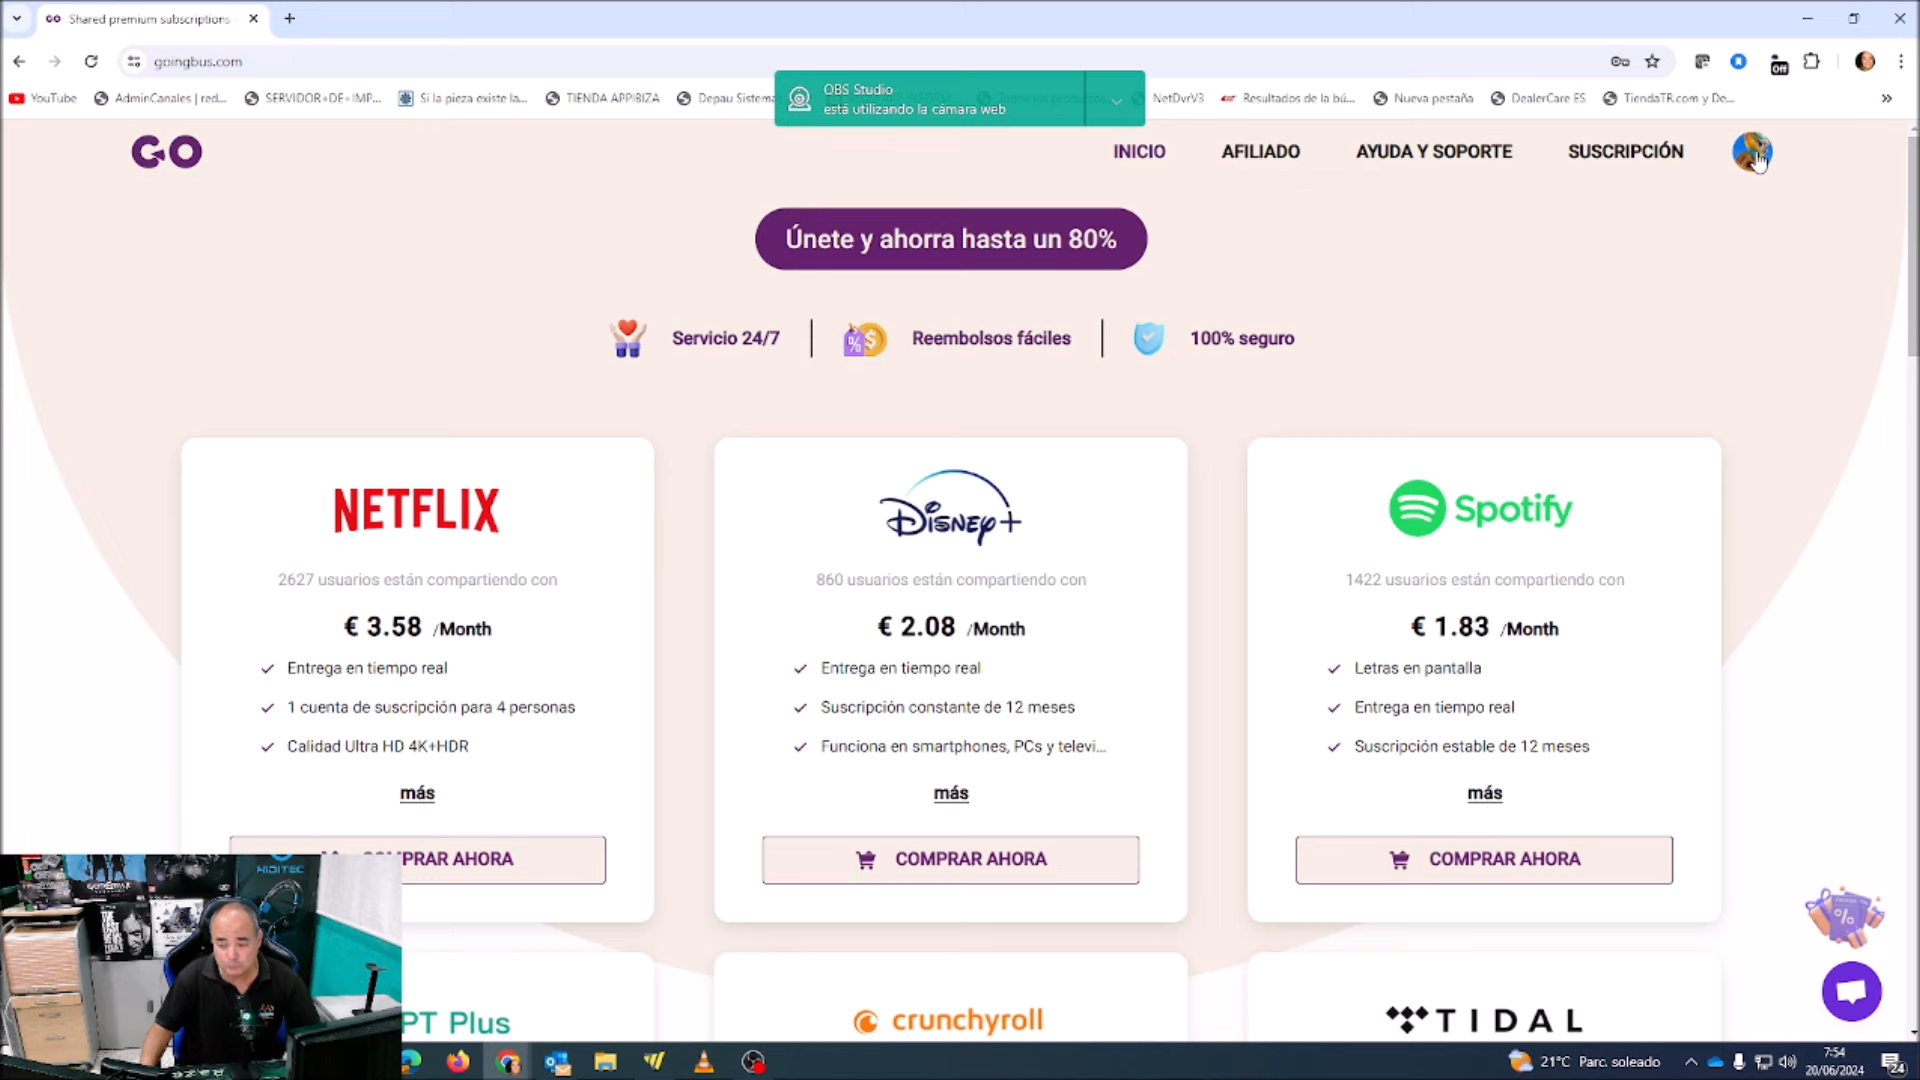 Shared premium subscriptions
goingbus.com
Off
YouTube
AdminCanales | red...
SERVIDOR+DE+IMP...
Si la pieza existe la...
TIENDA APPIBIZA
Depau Sistema
NetDvrV3
Resultados de la bú...
Nueva pestaña
DealerCare ES
TiendaTR.com y De...
OBS Studio
está utilizando la cámara web
GO
INICIO
AFILIADO
AYUDA Y SOPORTE
SUSCRIPCIÓN
Únete y ahorra hasta un 80%
Servicio 24/7
Reembolsos fáciles
100% seguro
NETFLIX
2627 usuarios están compartiendo con
€ 3.58 /Month
Entrega en tiempo real
1 cuenta de suscripción para 4 personas
Calidad Ultra HD 4K+HDR
más
PRAR AHORA
Disney+
860 usuarios están compartiendo con
€ 2.08 /Month
Entrega en tiempo real
Suscripción constante de 12 meses
Funciona en smartphones, PCs y televi...
más
COMPRAR AHORA
Spotify
1422 usuarios están compartiendo con
€ 1.83 /Month
Letras en pantalla
Entrega en tiempo real
Suscripción estable de 12 meses
más
COMPRAR AHORA
PT Plus
crunchyroll
TIDAL
HIDITEC
21°C Parc. soleado
7:54
20/06/2024
24